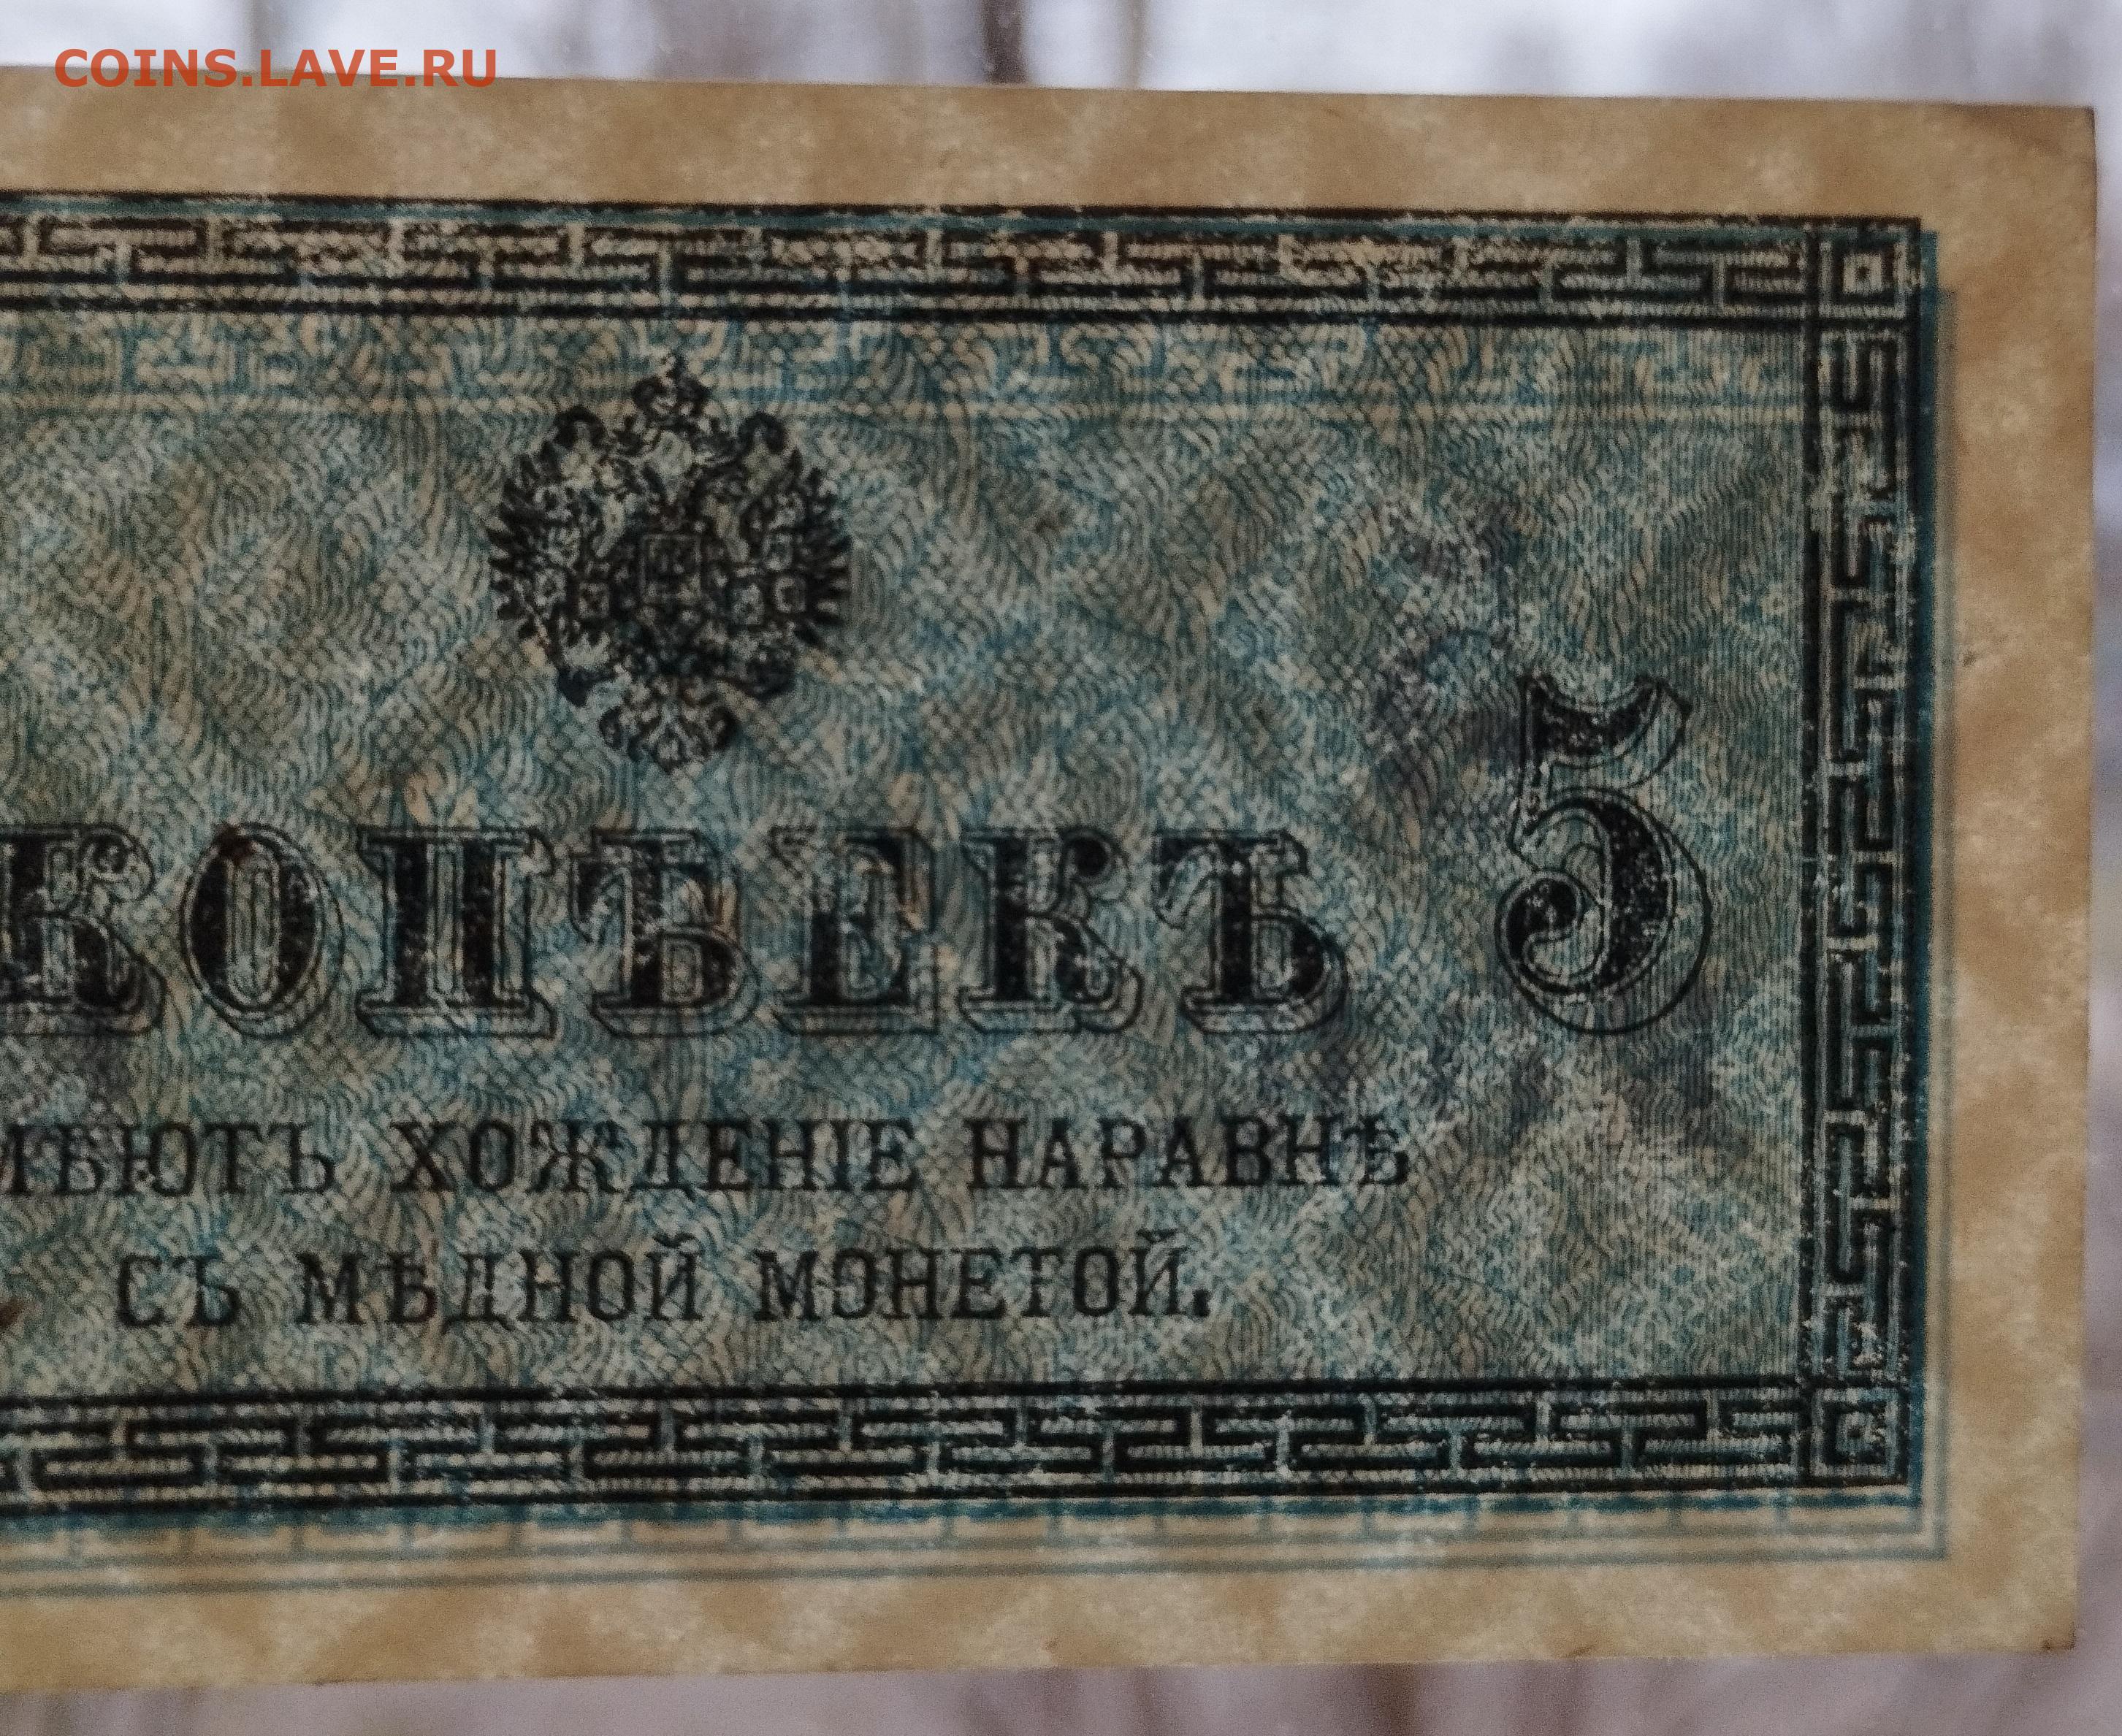 COINS.LAVE.RU
КОПѢЕКЪ 5
ИМѢЮТЪ ХОЖДЕНІЕ НАРАВНѢ
СЪ МѢДНОЙ МОНЕТОЙ.